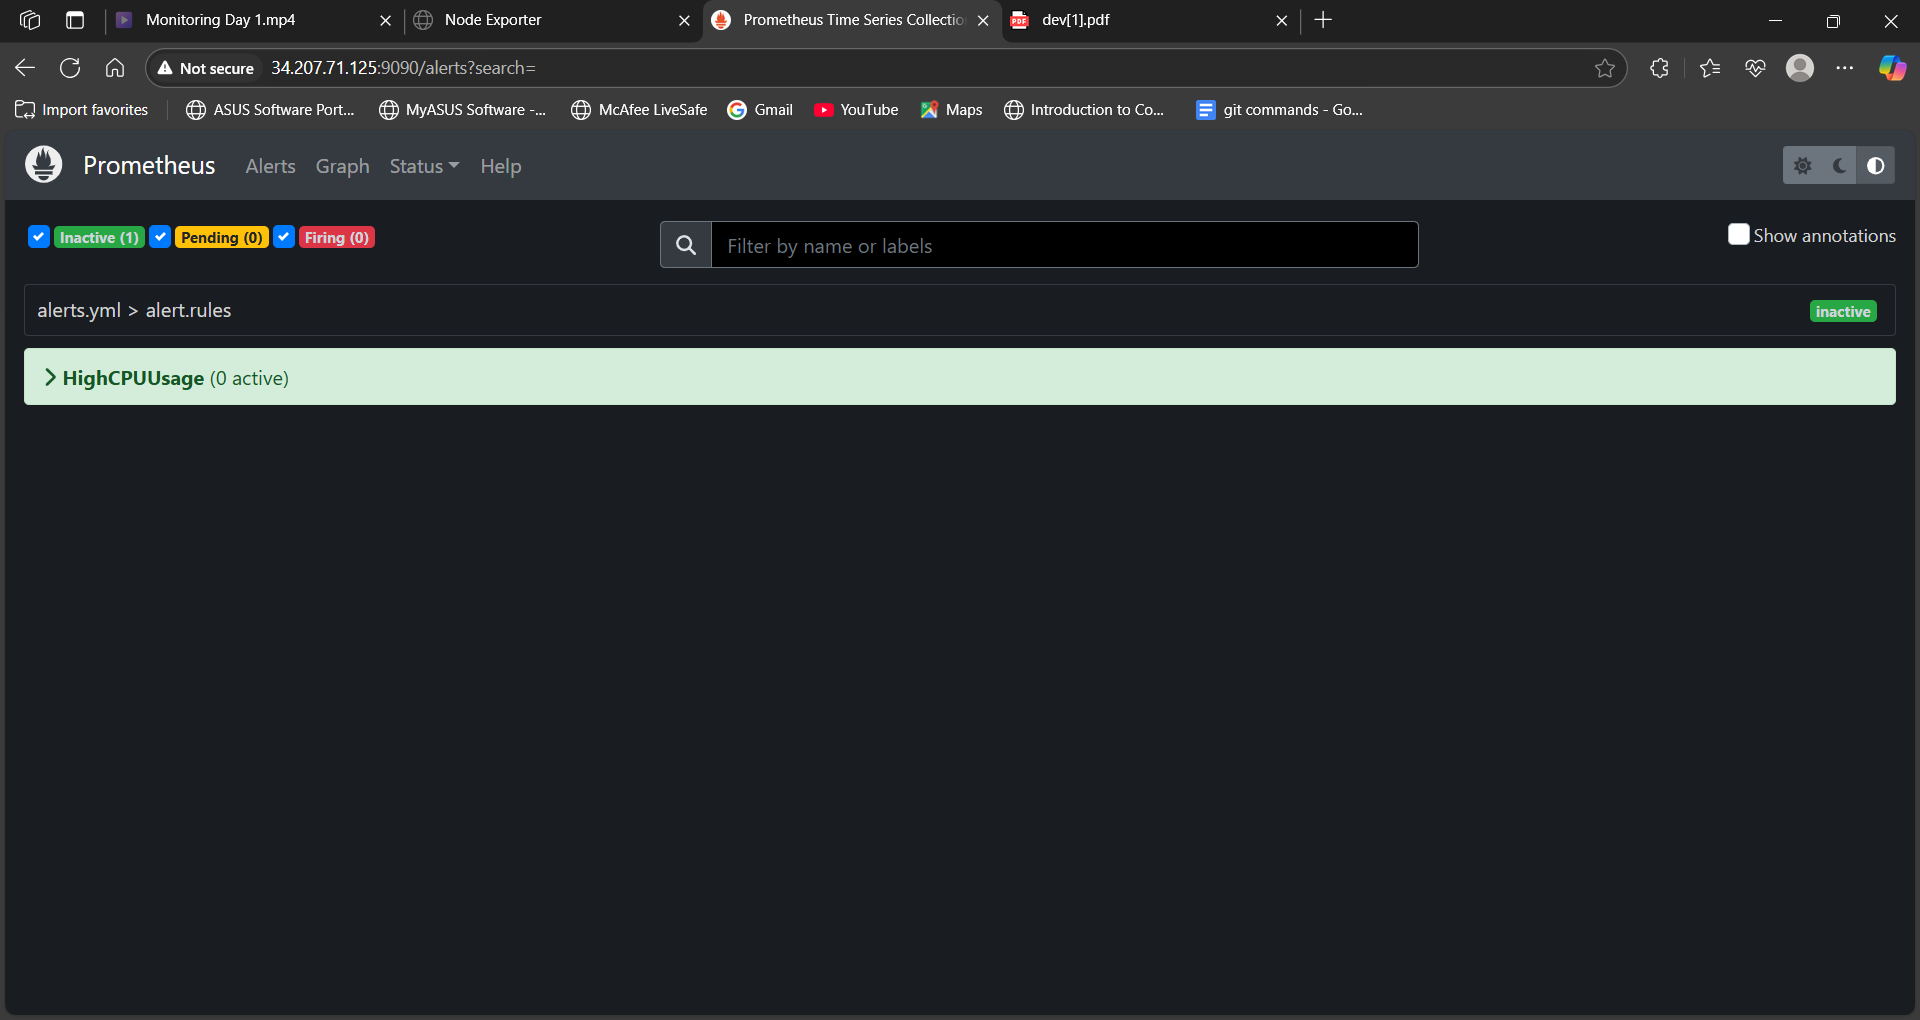 Monitoring Day 1.mp4
Node Exporter
Prometheus Time Series Collectio
dev[1].pdf
Not secure
34.207.71.125:9090/alerts?search=
Import favorites
ASUS Software Port...
MyASUS Software -...
McAfee LiveSafe
Gmail
YouTube
Maps
Introduction to Co...
git commands - Go...
Prometheus
Alerts
Graph
Status
Help
Inactive (1)
Pending (0)
Firing (0)
Filter by name or labels
Show annotations
alerts.yml > alert.rules
inactive
HighCPUUsage (0 active)